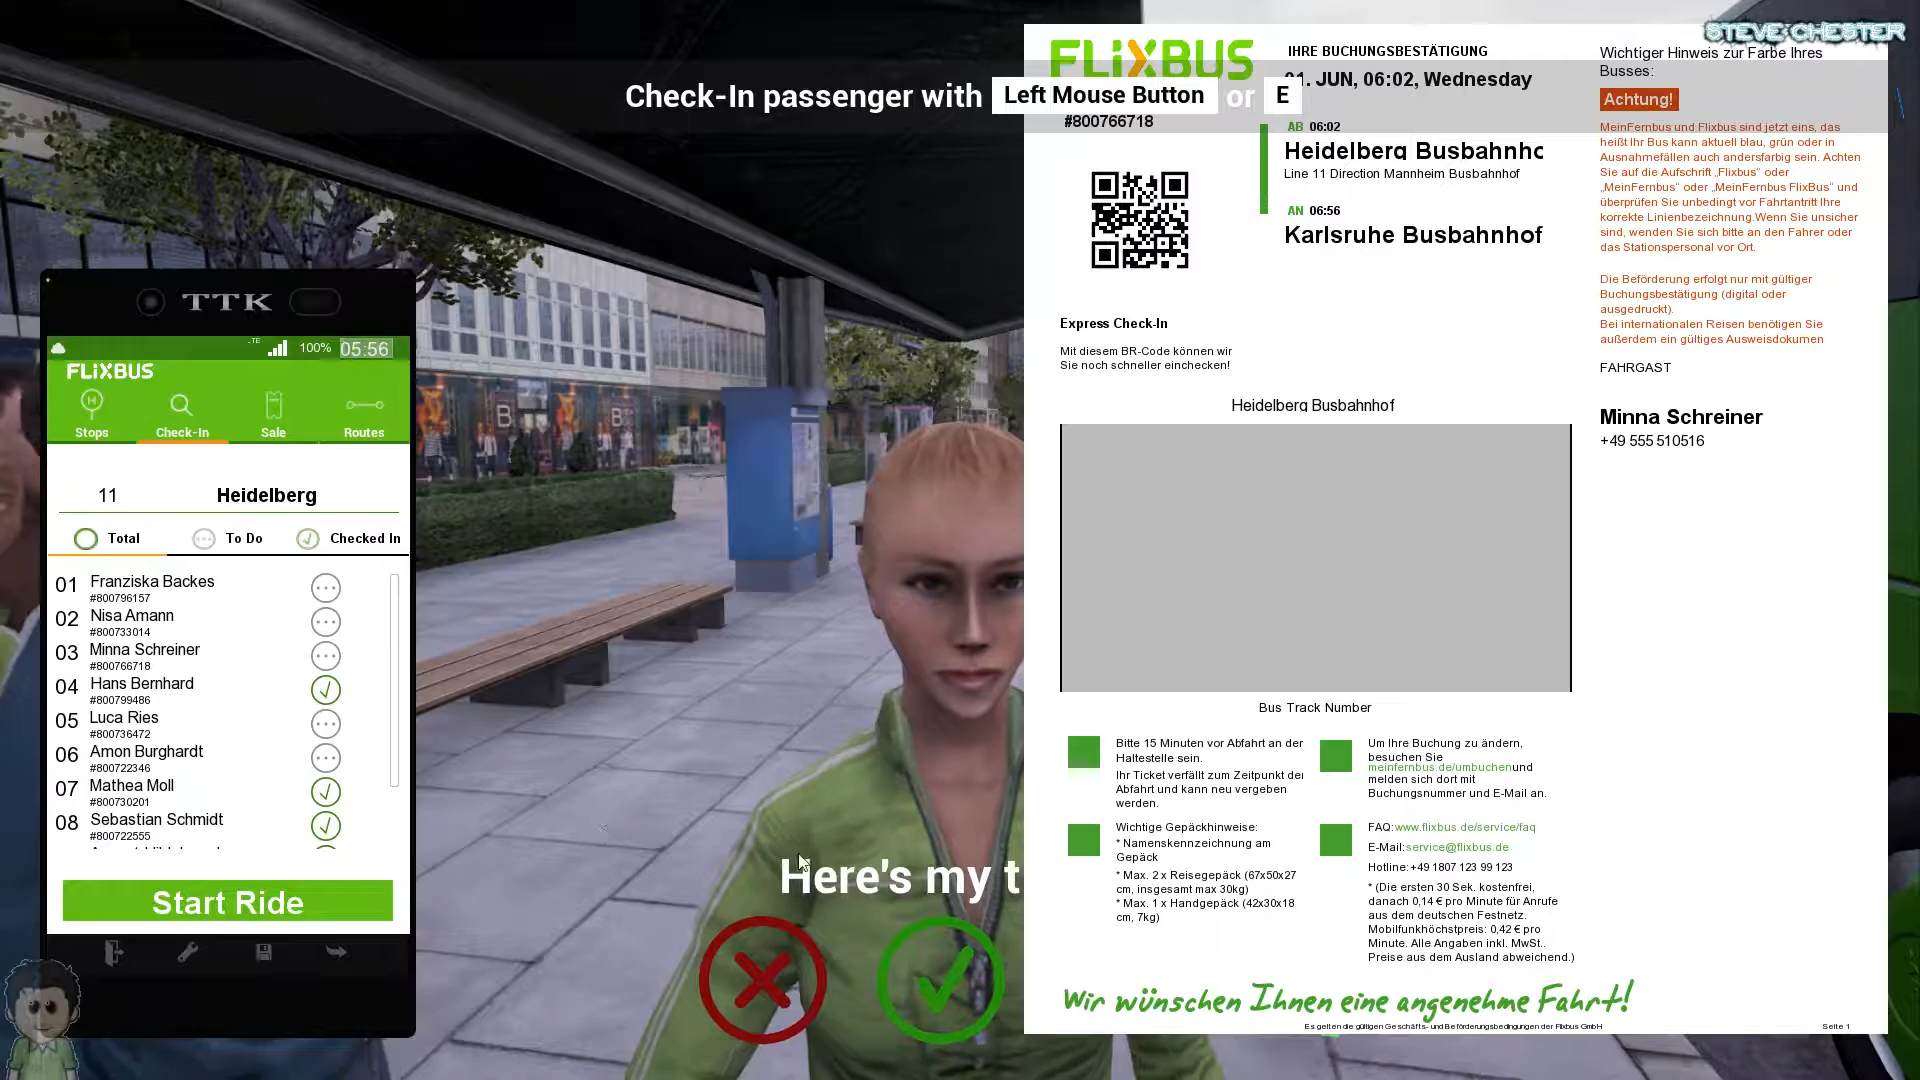 STEVE CHESTER
Check-In passenger with Left Mouse Button or E
TTK
100% 05:56
FLiXBUS
Stops Check-In Sale Routes
11 Heidelberg
Total To Do Checked In
01 Franziska Backes
#800796157
02 Nisa Amann
#800733014
03 Minna Schreiner
#800766718
04 Hans Bernhard
#800799486
05 Luca Ries
#800736472
06 Amon Burghardt
#800722346
07 Mathea Moll
#800730201
08 Sebastian Schmidt
#800722555
Start Ride
Here's my t
FLiXBUS
#800766718
Express Check-In
Mit diesem BR-Code können wir
Sie noch schneller einchecken!
IHRE BUCHUNGSBESTÄTIGUNG
01. JUN, 06:02, Wednesday
AB 06:02
Heidelberg Busbahnho
Line 11 Direction Mannheim Busbahnhof
AN 06:56
Karlsruhe Busbahnhof
Heidelberg Busbahnhof
Bus Track Number
Bitte 15 Minuten vor Abfahrt an der
Haltestelle sein.
Ihr Ticket verfällt zum Zeitpunkt der
Abfahrt und kann neu vergeben
werden.
Wichtige Gepäckhinweise:
* Namenskennzeichnung am
Gepäck
* Max. 2 x Reisegepäck (67x50x27
cm, insgesamt max 30kg)
* Max. 1 x Handgepäck (42x30x18
cm, 7kg)
Um Ihre Buchung zu ändern,
besuchen Sie
meinfernbus.de/umbuchenund
melden sich dort mit
Buchungsnummer und E-Mail an.
FAQ:www.flixbus.de/service/faq
E-Mail:service@flixbus.de
Hotline:+49 1807 123 99 123
* (Die ersten 30 Sek. kostenfrei,
danach 0,14 € pro Minute für Anrufe
aus dem deutschen Festnetz.
Mobilfunkhöchstpreis: 0,42 € pro
Minute. Alle Angaben inkl. MwSt..
Preise aus dem Ausland abweichend.)
Wir wünschen Ihnen eine angenehme Fahrt!
Es gelten die gültigen Geschäfts- und Beförderungsbedingungen der Flixbus GmbH
Seite 1
Wichtiger Hinweis zur Farbe Ihres
Busses:
Achtung!
MeinFernbus und Flixbus sind jetzt eins, das
heißt Ihr Bus kann aktuell blau, grün oder in
Ausnahmefällen auch andersfarbig sein. Achten
Sie auf die Aufschrift „Flixbus“ oder
„MeinFernbus“ oder „MeinFernbus FlixBus“ und
überprüfen Sie unbedingt vor Fahrtantritt Ihre
korrekte Linienbezeichnung.Wenn Sie unsicher
sind, wenden Sie sich bitte an den Fahrer oder
das Stationspersonal vor Ort.
Die Beförderung erfolgt nur mit gültiger
Buchungsbestätigung (digital oder
ausgedruckt).
Bei internationalen Reisen benötigen Sie
außerdem ein gültiges Ausweisdokumen
FAHRGAST
Minna Schreiner
+49 555 510516